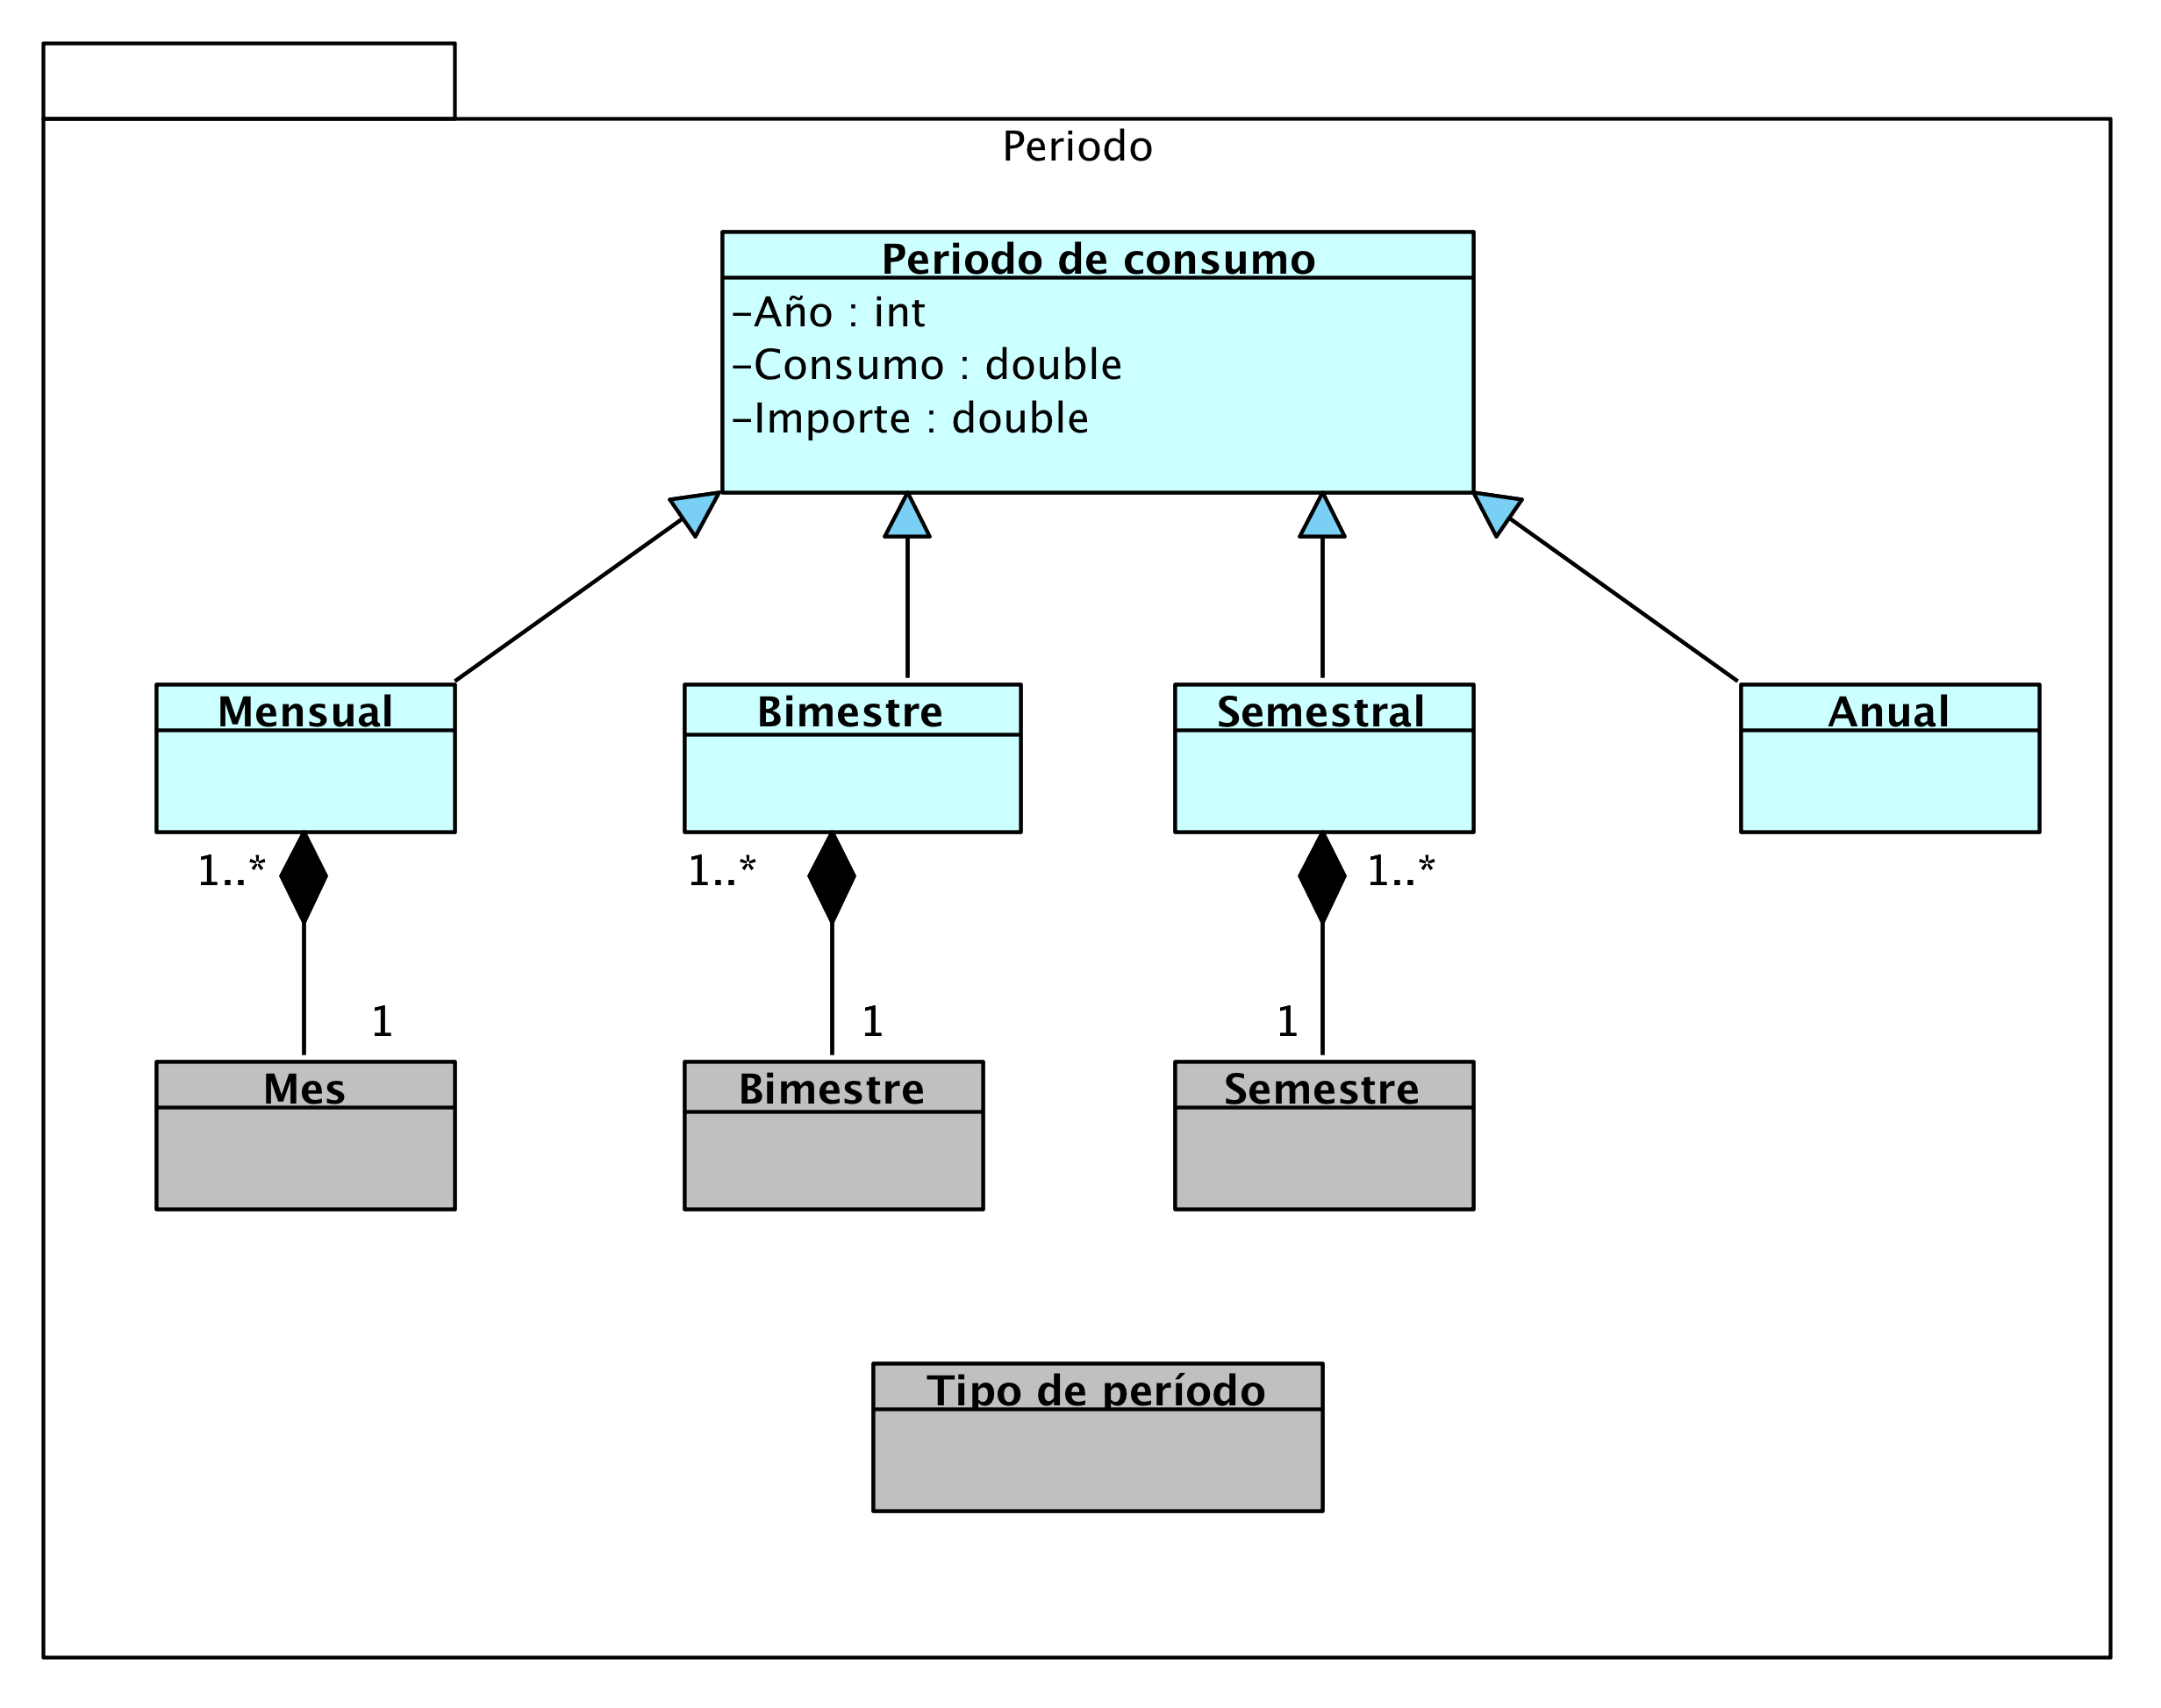 Periodo
Periodo de consumo
-Año : int
-Consumo : double
-Importe : double
Mensual
Bimestre
Semestral
Anual
1..*
1..*
1..*
1
1
1
Mes
Bimestre
Semestre
Tipo de período